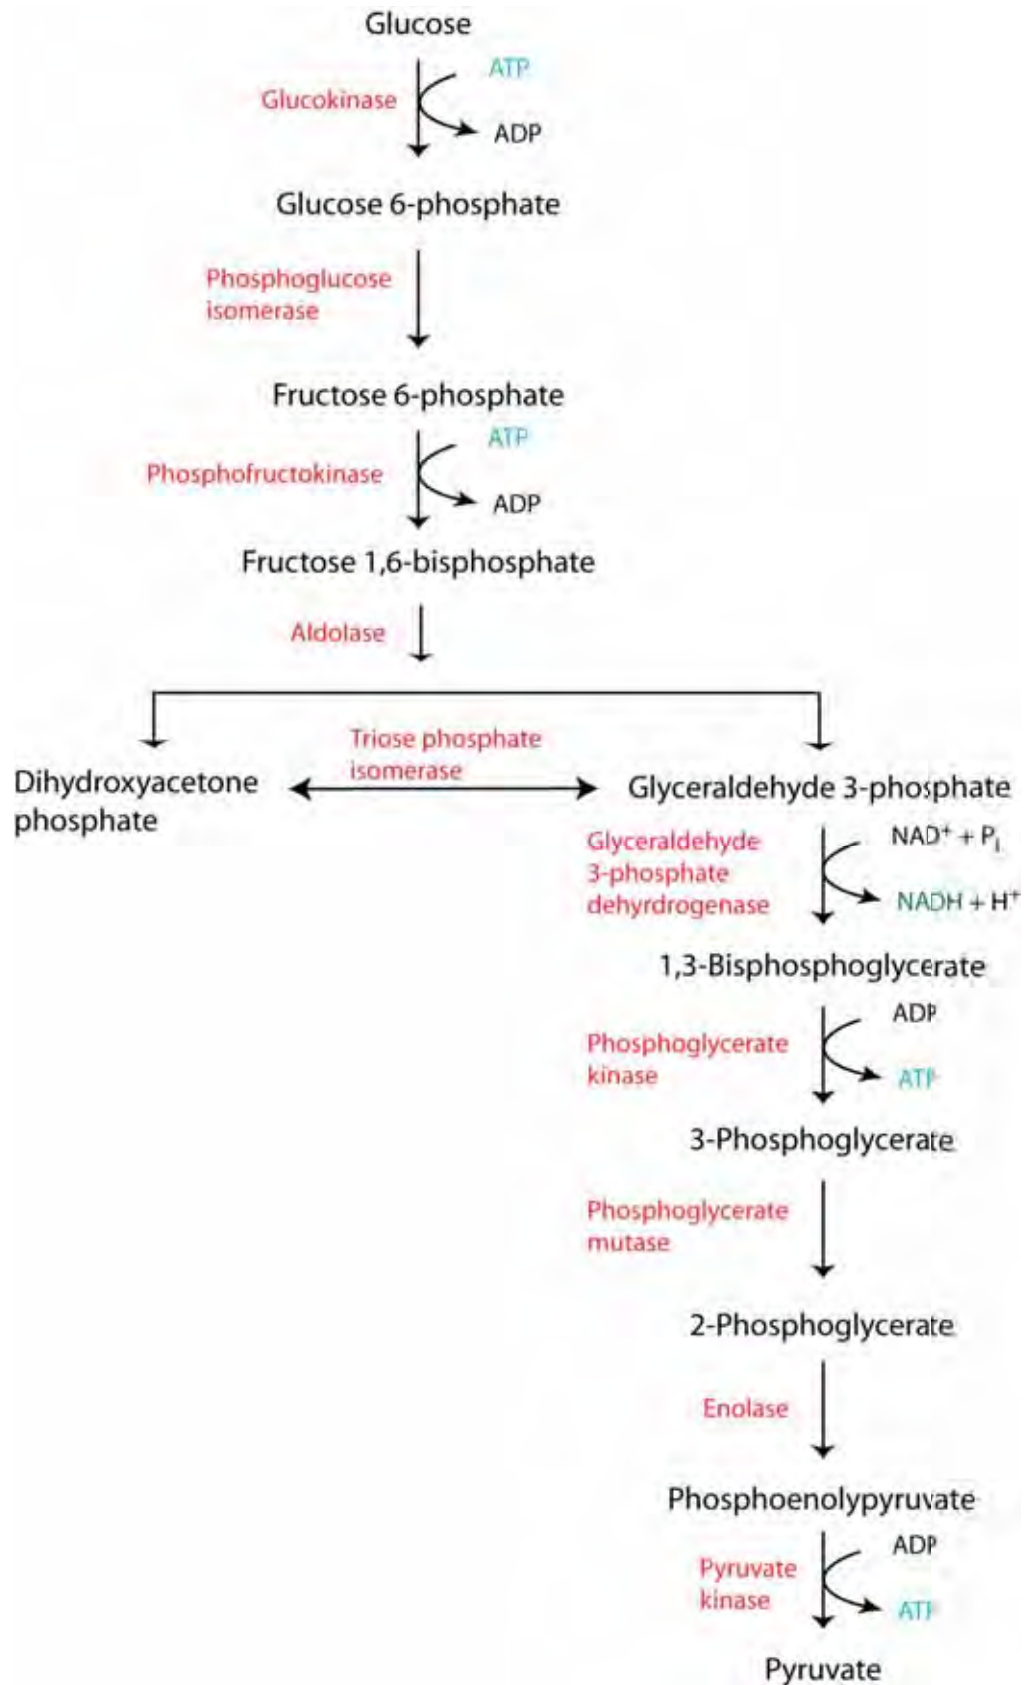 Glucose
ATP
Glucokinase
ADP
Glucose 6-phosphate
Phosphoglucose
isomerase
Fructose 6-phosphate
ATP
Phosphofructokinase
ADP
Fructose 1,6-bisphosphate
Aldolase
Triose phosphate
isomerase
Dihydroxyacetone
phosphate
Glyceraldehyde 3-phosphate
NAD⁺ + Pᵢ
Glyceraldehyde
3-phosphate
dehyrdrogenase
NADH + H⁺
1,3-Bisphosphoglycerate
ADP
Phosphoglycerate
kinase
ATP
3-Phosphoglycerate
Phosphoglycerate
mutase
2-Phosphoglycerate
Enolase
Phosphoenolypyruvate
ADP
Pyruvate
kinase
ATP
Pyruvate